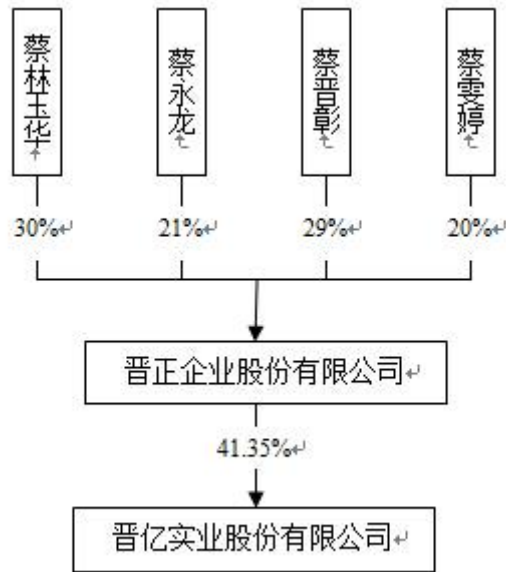 蔡林玉华
蔡永龙
蔡晋彰
蔡雯婷
30%
21%
29%
20%
晋正企业股份有限公司
41.35%
晋亿实业股份有限公司